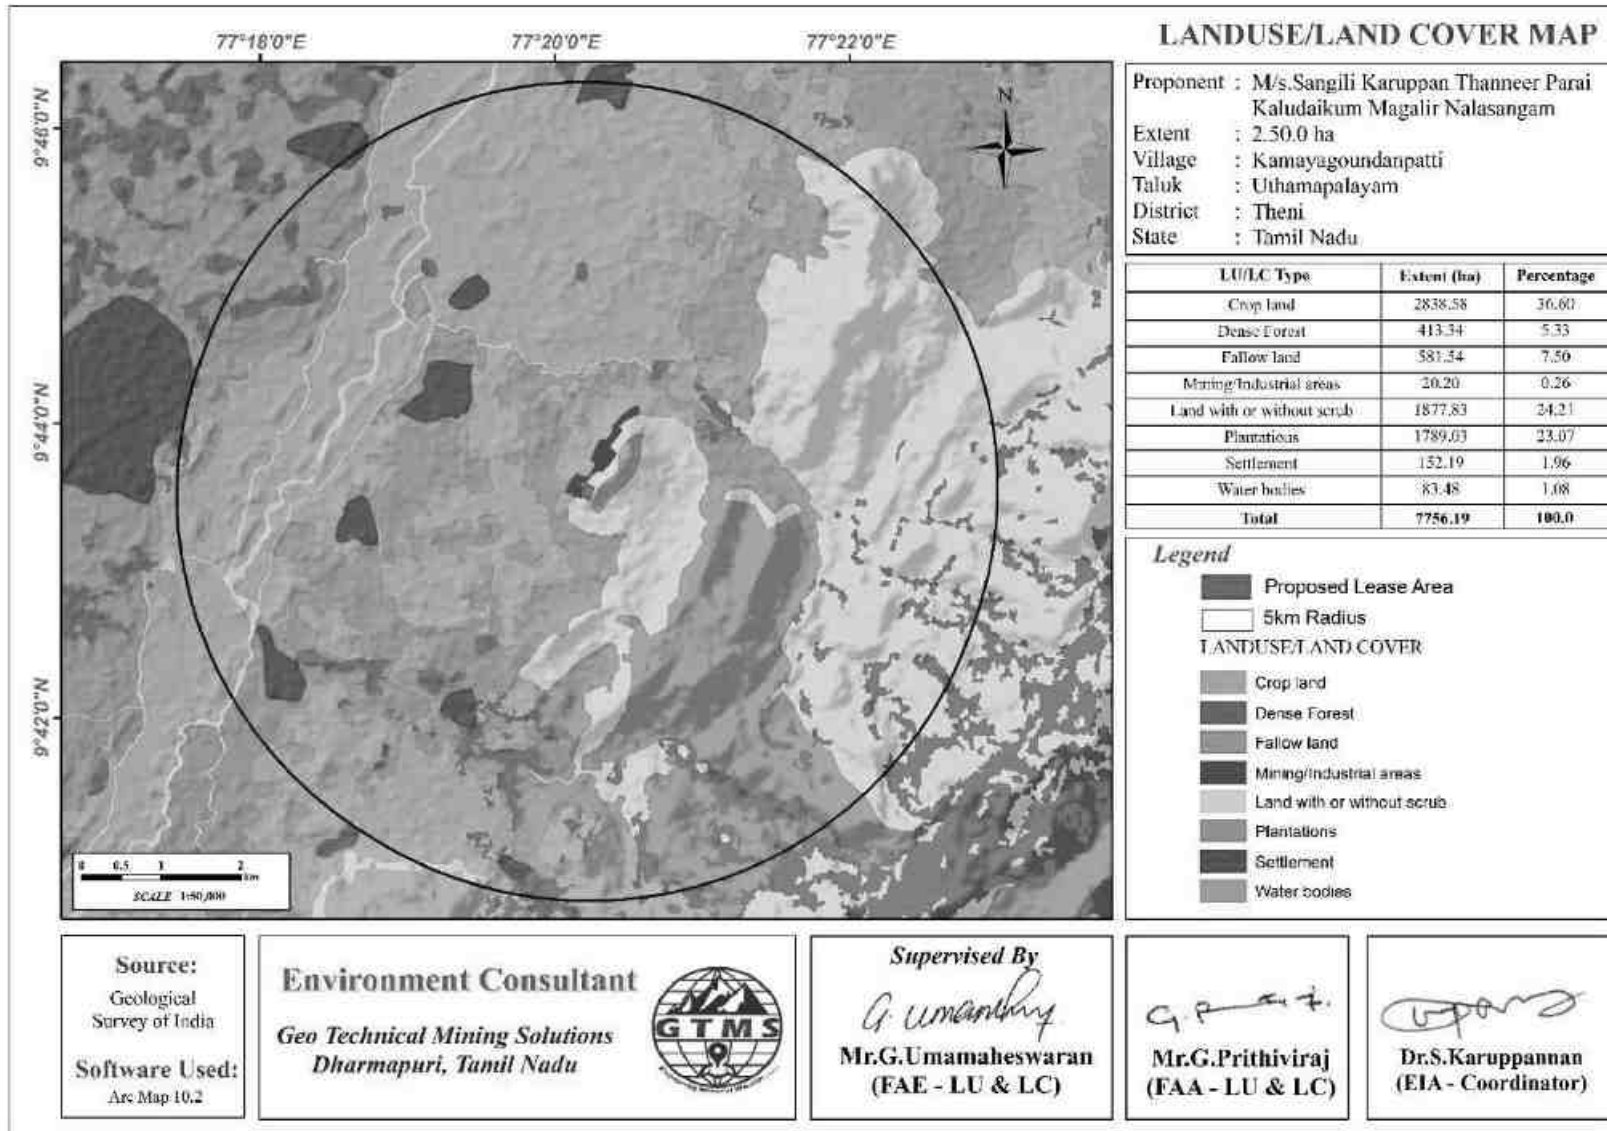 LANDUSE/LAND COVER MAP
77°18'0"E 77°20'0"E 77°22'0"E
9°46'0"N
9°44'0"N
9°42'0"N
N
Proponent : M/s.Sangili Karuppan Thanneer Parai
Kaludaikum Magalir Nalasangam
Extent : 2.50.0 ha
Village : Kamayagoundanpatti
Taluk : Uthamapalayam
District : Theni
State : Tamil Nadu
LU/LC Type Extent (ha) Percentage
Crop land 2838.58 36.60
Dense Forest 413.34 5.33
Fallow land 581.54 7.50
Mining/Industrial areas 20.20 0.26
Land with or without scrub 1877.83 24.21
Plantations 1789.03 23.07
Settlement 152.19 1.96
Water bodies 83.48 1.08
Total 7756.19 100.0
Legend
Proposed Lease Area
5km Radius
LANDUSE/LAND COVER
Crop land
Dense Forest
Fallow land
Mining/Industrial areas
Land with or without scrub
Plantations
Settlement
Water bodies
0 0.5 1 2
km
SCALE 1:50,000
Source:
Geological
Survey of India
Software Used:
Arc Map 10.2
Environment Consultant
Geo Technical Mining Solutions
Dharmapuri, Tamil Nadu
GTMS
Supervised By
Mr.G.Umamaheswaran
(FAE - LU & LC)
Mr.G.Prithiviraj
(FAA - LU & LC)
Dr.S.Karuppannan
(EIA - Coordinator)